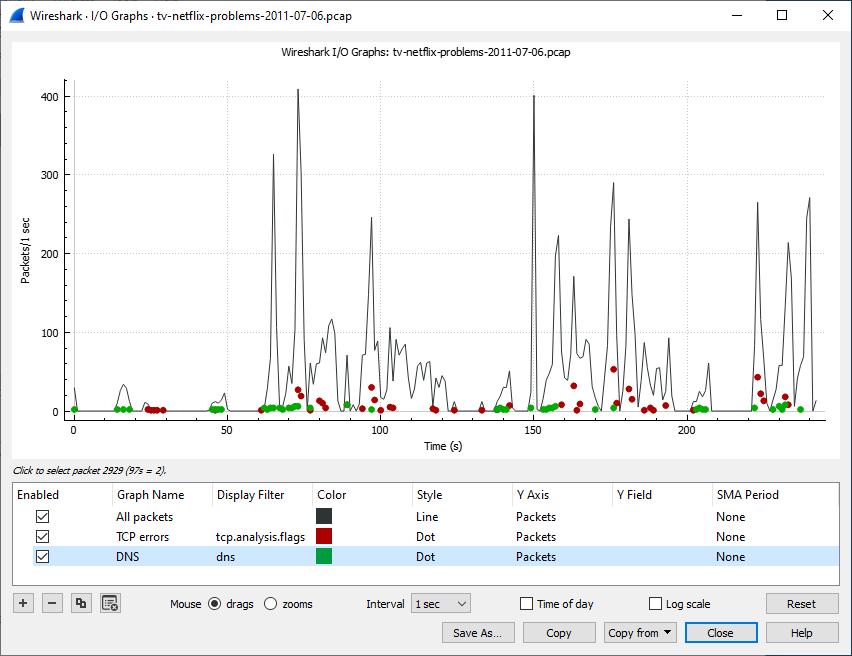 Wireshark · I/O Graphs · tv-netflix-problems-2011-07-06.pcap
Wireshark I/O Graphs: tv-netflix-problems-2011-07-06.pcap
400
300
200
100
0
Packets/1 sec
0 50 100 150 200
Time (s)
Click to select packet 2929 (97s = 2).
Enabled Graph Name Display Filter Color Style Y Axis Y Field SMA Period
All packets Line Packets None
TCP errors tcp.analysis.flags Dot Packets None
DNS dns Dot Packets None
Mouse drags zooms Interval 1 sec Time of day Log scale Reset
Save As... Copy Copy from Close Help